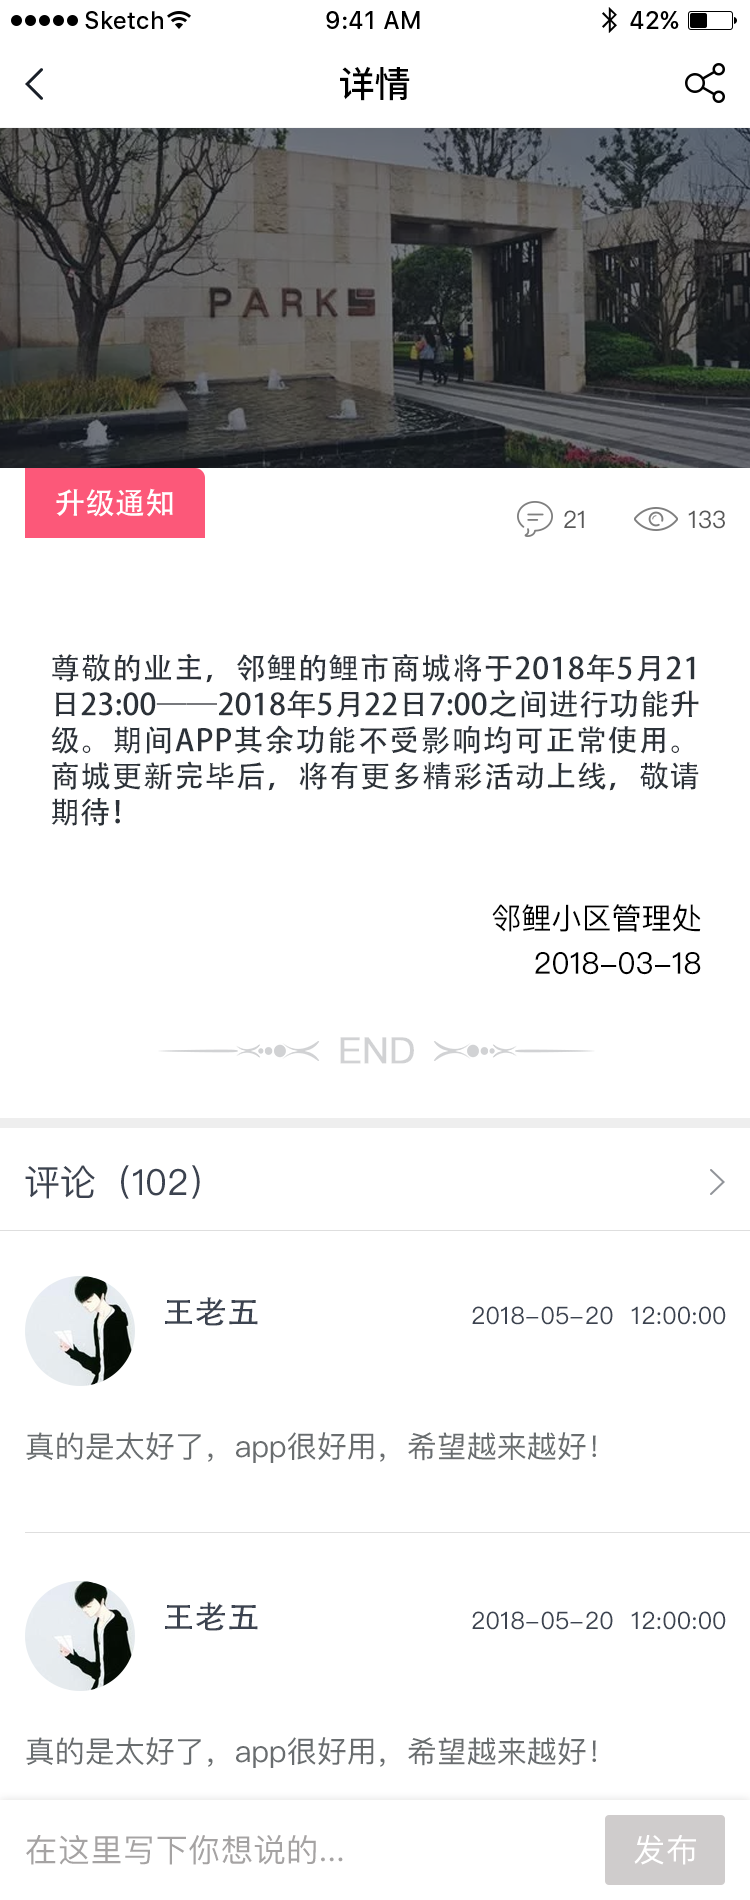 Sketch 9:41 AM 42%
详情
PARK
升级通知
21 133
尊敬的业主，邻鲤的鲤市商城将于2018年5月21
日23:00——2018年5月22日7:00之间进行功能升
级。期间APP其余功能不受影响均可正常使用。
商城更新完毕后，将有更多精彩活动上线，敬请
期待！
邻鲤小区管理处
2018-03-18
END
评论（102）
王老五 2018-05-20 12:00:00
真的是太好了，app很好用，希望越来越好！
王老五 2018-05-20 12:00:00
真的是太好了，app很好用，希望越来越好！
在这里写下你想说的...
发布